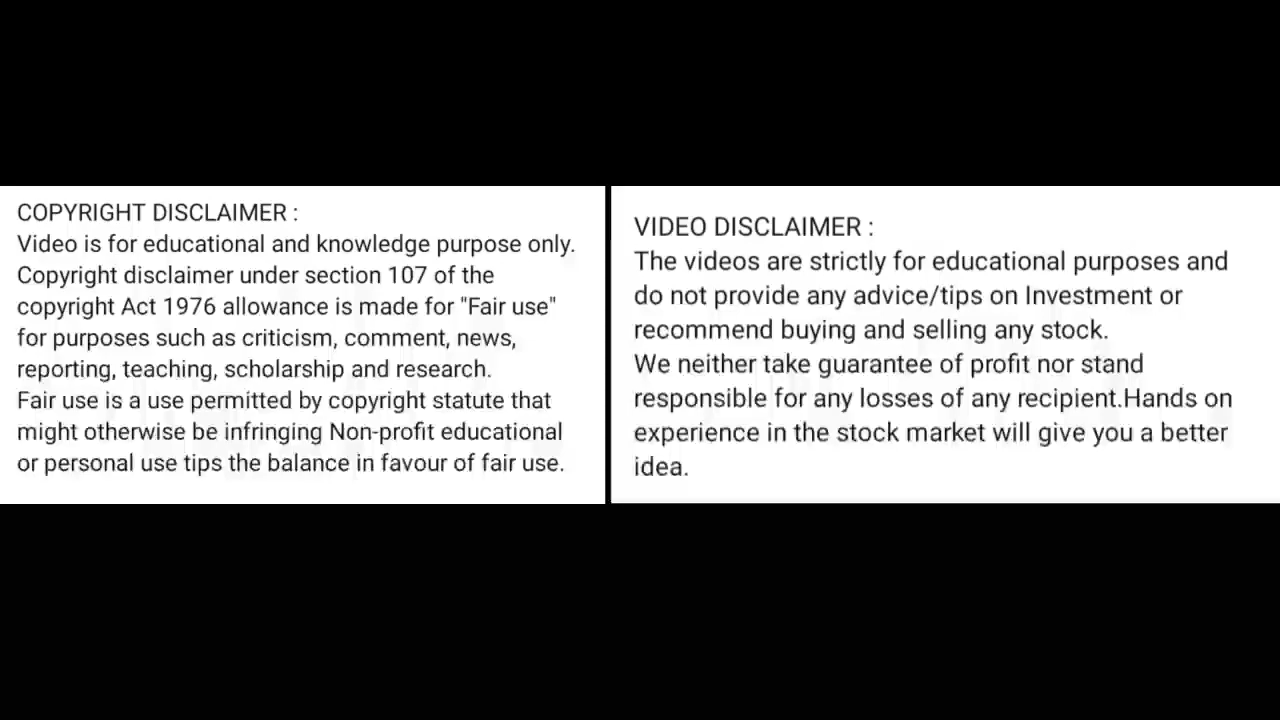 COPYRIGHT DISCLAIMER :
Video is for educational and knowledge purpose only.
Copyright disclaimer under section 107 of the
copyright Act 1976 allowance is made for "Fair use"
for purposes such as criticism, comment, news,
reporting, teaching, scholarship and research.
Fair use is a use permitted by copyright statute that
might otherwise be infringing Non-profit educational
or personal use tips the balance in favour of fair use.
VIDEO DISCLAIMER :
The videos are strictly for educational purposes and
do not provide any advice/tips on Investment or
recommend buying and selling any stock.
We neither take guarantee of profit nor stand
responsible for any losses of any recipient.Hands on
experience in the stock market will give you a better
idea.